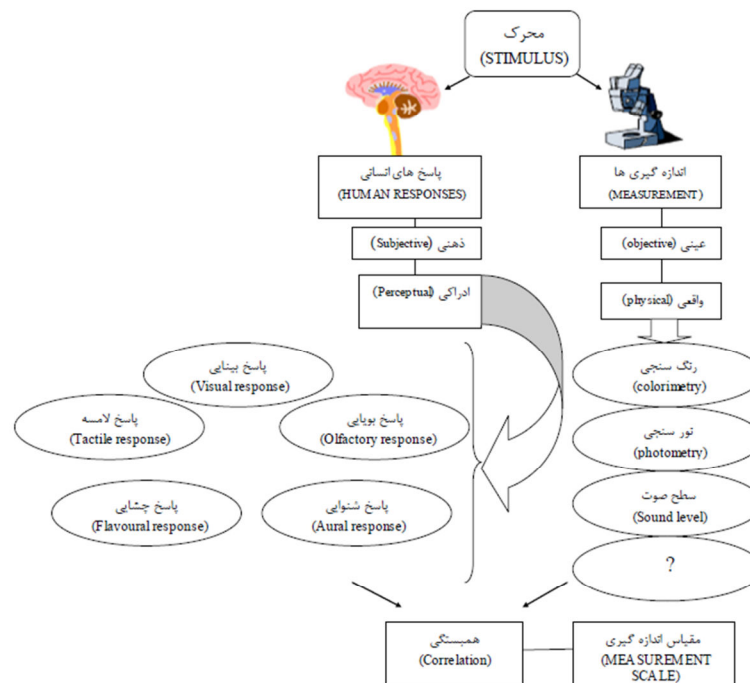 محرک
(STIMULUS)
پاسخ های انسانی
(HUMAN RESPONSES)
اندازه گیری ها
(MEASUREMENT)
ذهنی (Subjective)
عینی (objective)
ادراکی (Perceptual)
واقعی (physical)
پاسخ بینایی
(Visual response)
رنگ سنجی
(colorimetry)
پاسخ لامسه
(Tactile response)
پاسخ بویایی
(Olfactory response)
نور سنجی
(photometry)
پاسخ چشایی
(Flavoural response)
پاسخ شنوایی
(Aural response)
سطح صوت
(Sound level)
?
همبستگی
(Correlation)
مقیاس اندازه گیری
(MEASUREMENT
SCALE)